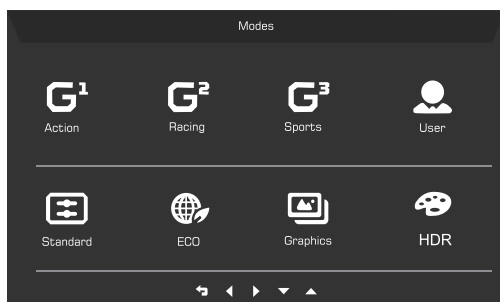 Modes
G¹ G² G³
Action Racing Sports User
Standard ECO Graphics HDR